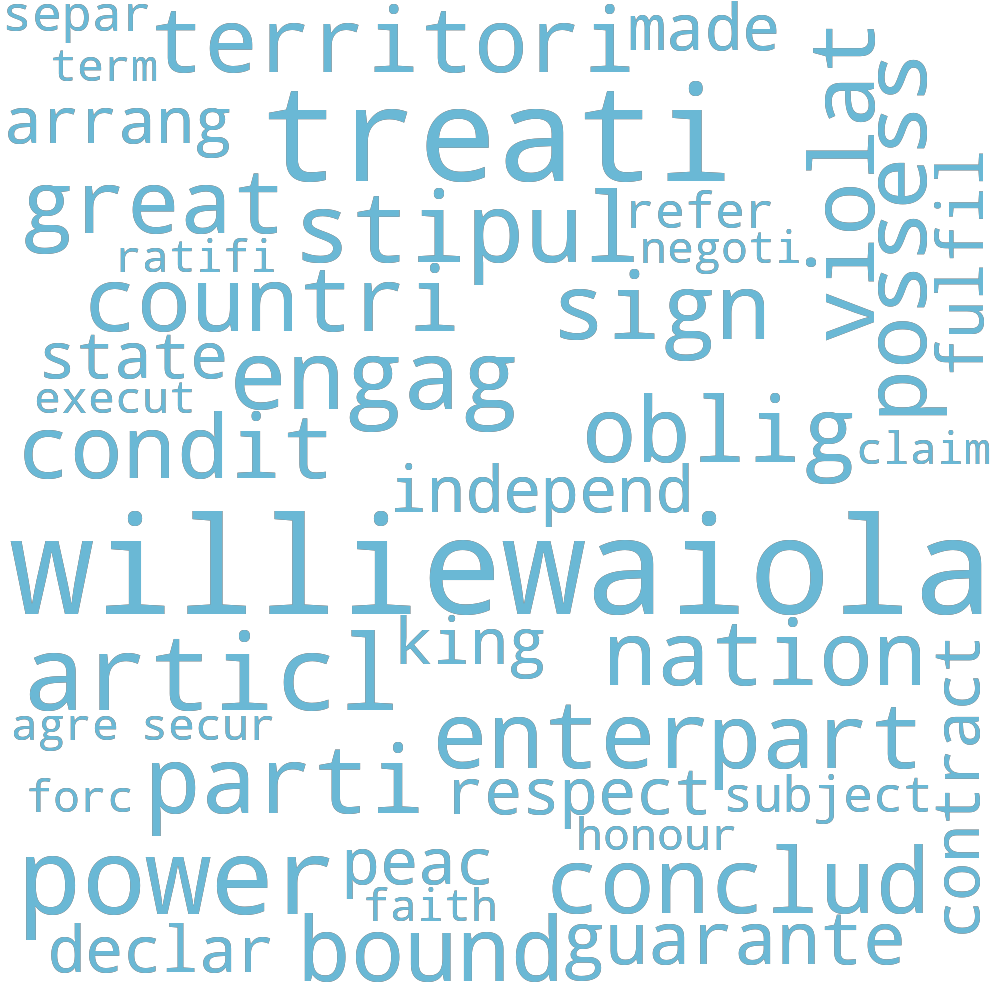 separ
territori
made
term
arrang
treati
violat
possess
fulfil
great
stipul
refer
negoti
ratifi
countri
sign
state
engag
execut
condit
oblig
claim
independ
williewaiola
articl
king
nation
contract
agre
secur
enterpart
parti
respect
subject
forc
honour
power
peac
conclud
faith
declar
bound
guarante